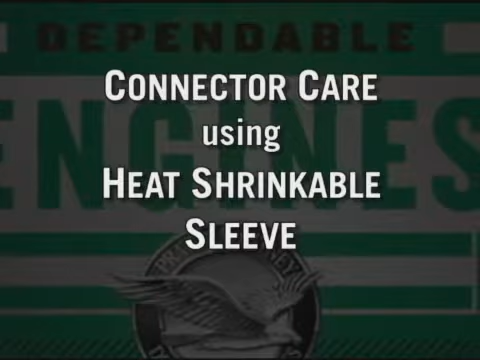 DEPENDABLE
CONNECTOR CARE
using
ENGINES
HEAT SHRINKABLE
SLEEVE